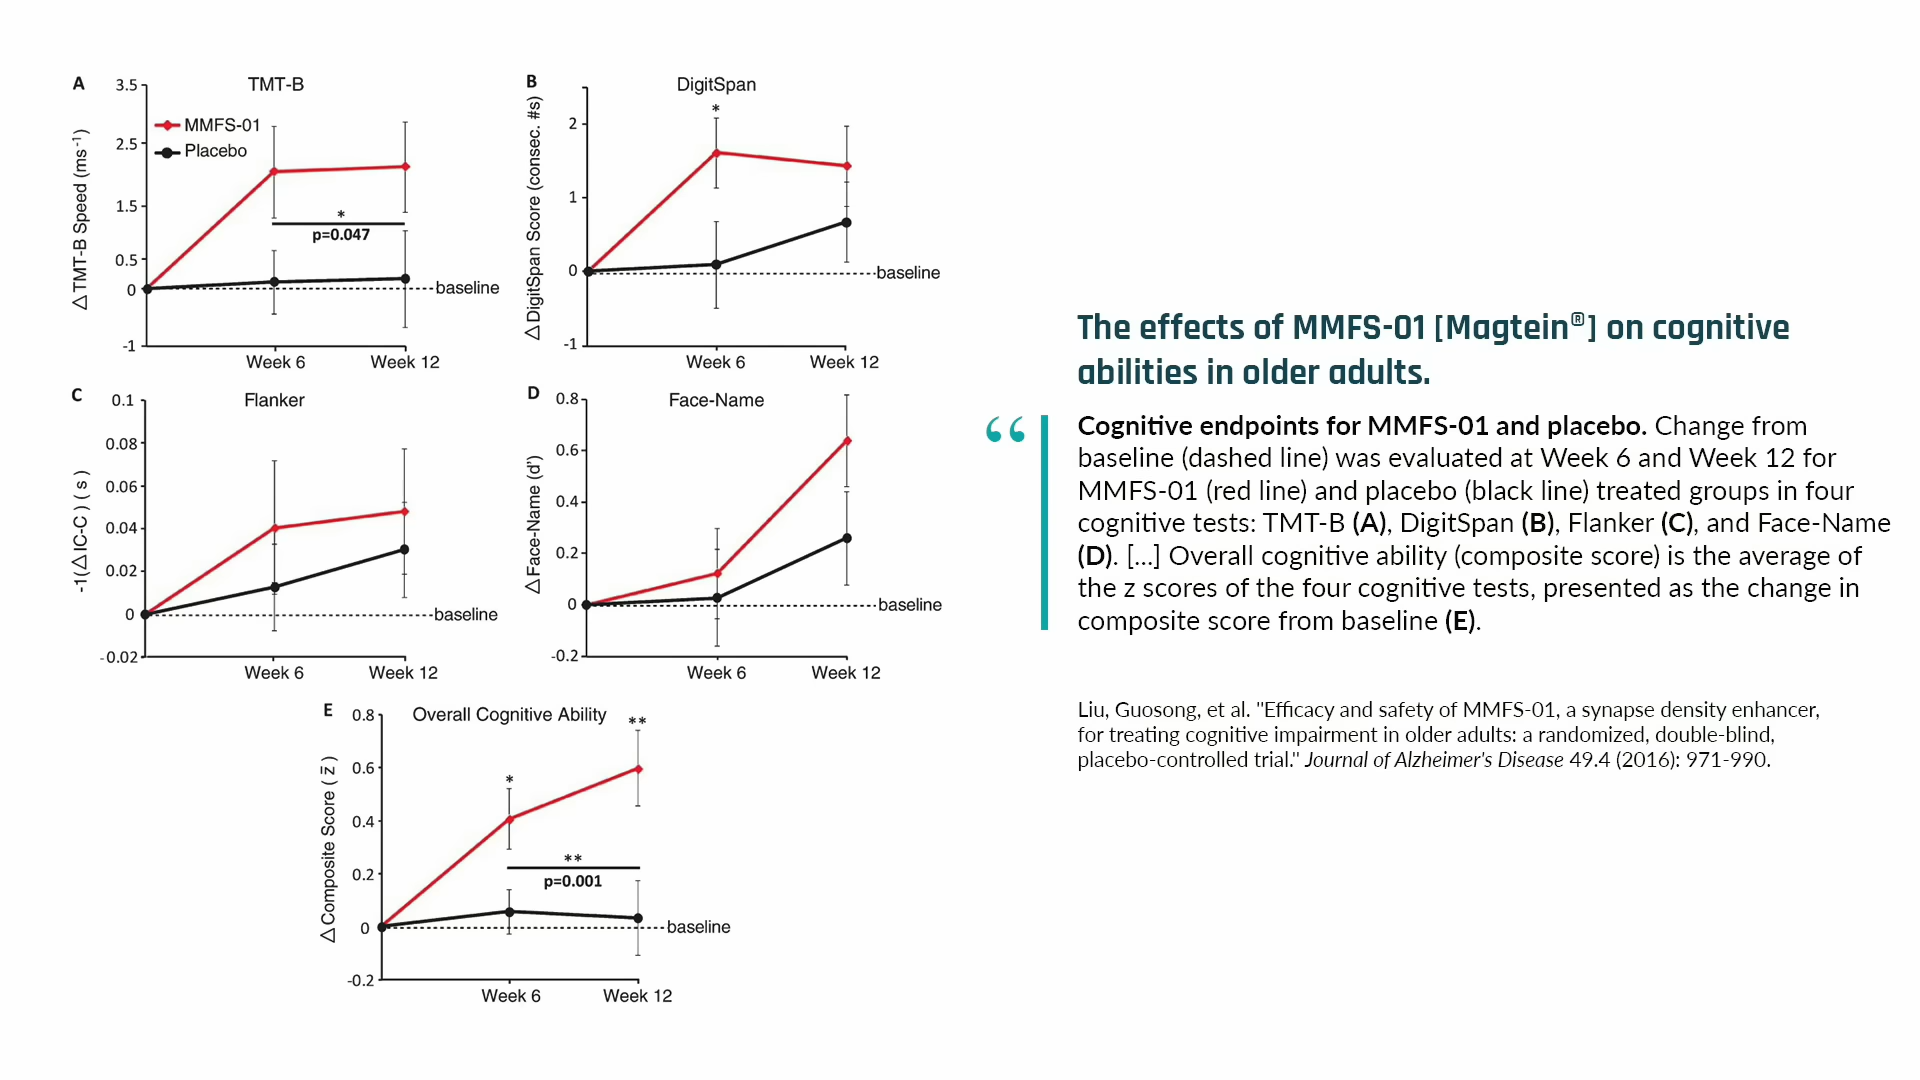 A
TMT-B
3.5
2.5
1.5
0.5
0
-1
△TMT-B Speed (ms⁻¹)
MMFS-01
Placebo
*
p=0.047
baseline
Week 6
Week 12
B
DigitSpan
*
2
1
0
-1
△DigitSpan Score (consec. #s)
baseline
Week 6
Week 12
C
Flanker
0.1
0.08
0.06
0.04
0.02
0
-0.02
-1(△IC-C ) ( s )
baseline
Week 6
Week 12
D
Face-Name
0.8
0.6
0.4
0.2
0
-0.2
△Face-Name (d')
baseline
Week 6
Week 12
E
Overall Cognitive Ability
**
0.8
0.6
0.4
0.2
0
-0.2
△Composite Score ( z̄ )
*
**
p=0.001
baseline
Week 6
Week 12
The effects of MMFS-01 [Magtein®] on cognitive
abilities in older adults.
“
Cognitive endpoints for MMFS-01 and placebo. Change from
baseline (dashed line) was evaluated at Week 6 and Week 12 for
MMFS-01 (red line) and placebo (black line) treated groups in four
cognitive tests: TMT-B (A), DigitSpan (B), Flanker (C), and Face-Name
(D). [...] Overall cognitive ability (composite score) is the average of
the z scores of the four cognitive tests, presented as the change in
composite score from baseline (E).
Liu, Guosong, et al. "Efficacy and safety of MMFS-01, a synapse density enhancer,
for treating cognitive impairment in older adults: a randomized, double-blind,
placebo-controlled trial." Journal of Alzheimer's Disease 49.4 (2016): 971-990.